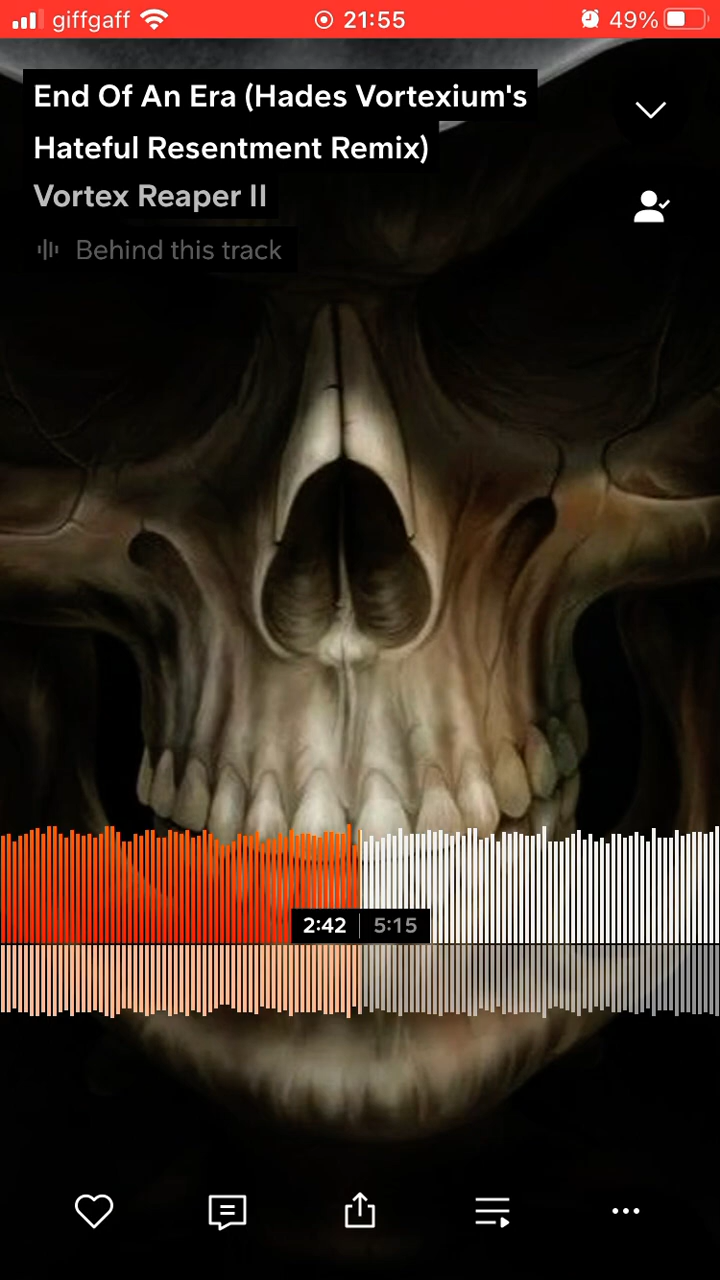 giffgaff 21:55 49%
End Of An Era (Hades Vortexium's
Hateful Resentment Remix)
Vortex Reaper II
Behind this track
2:42 5:15